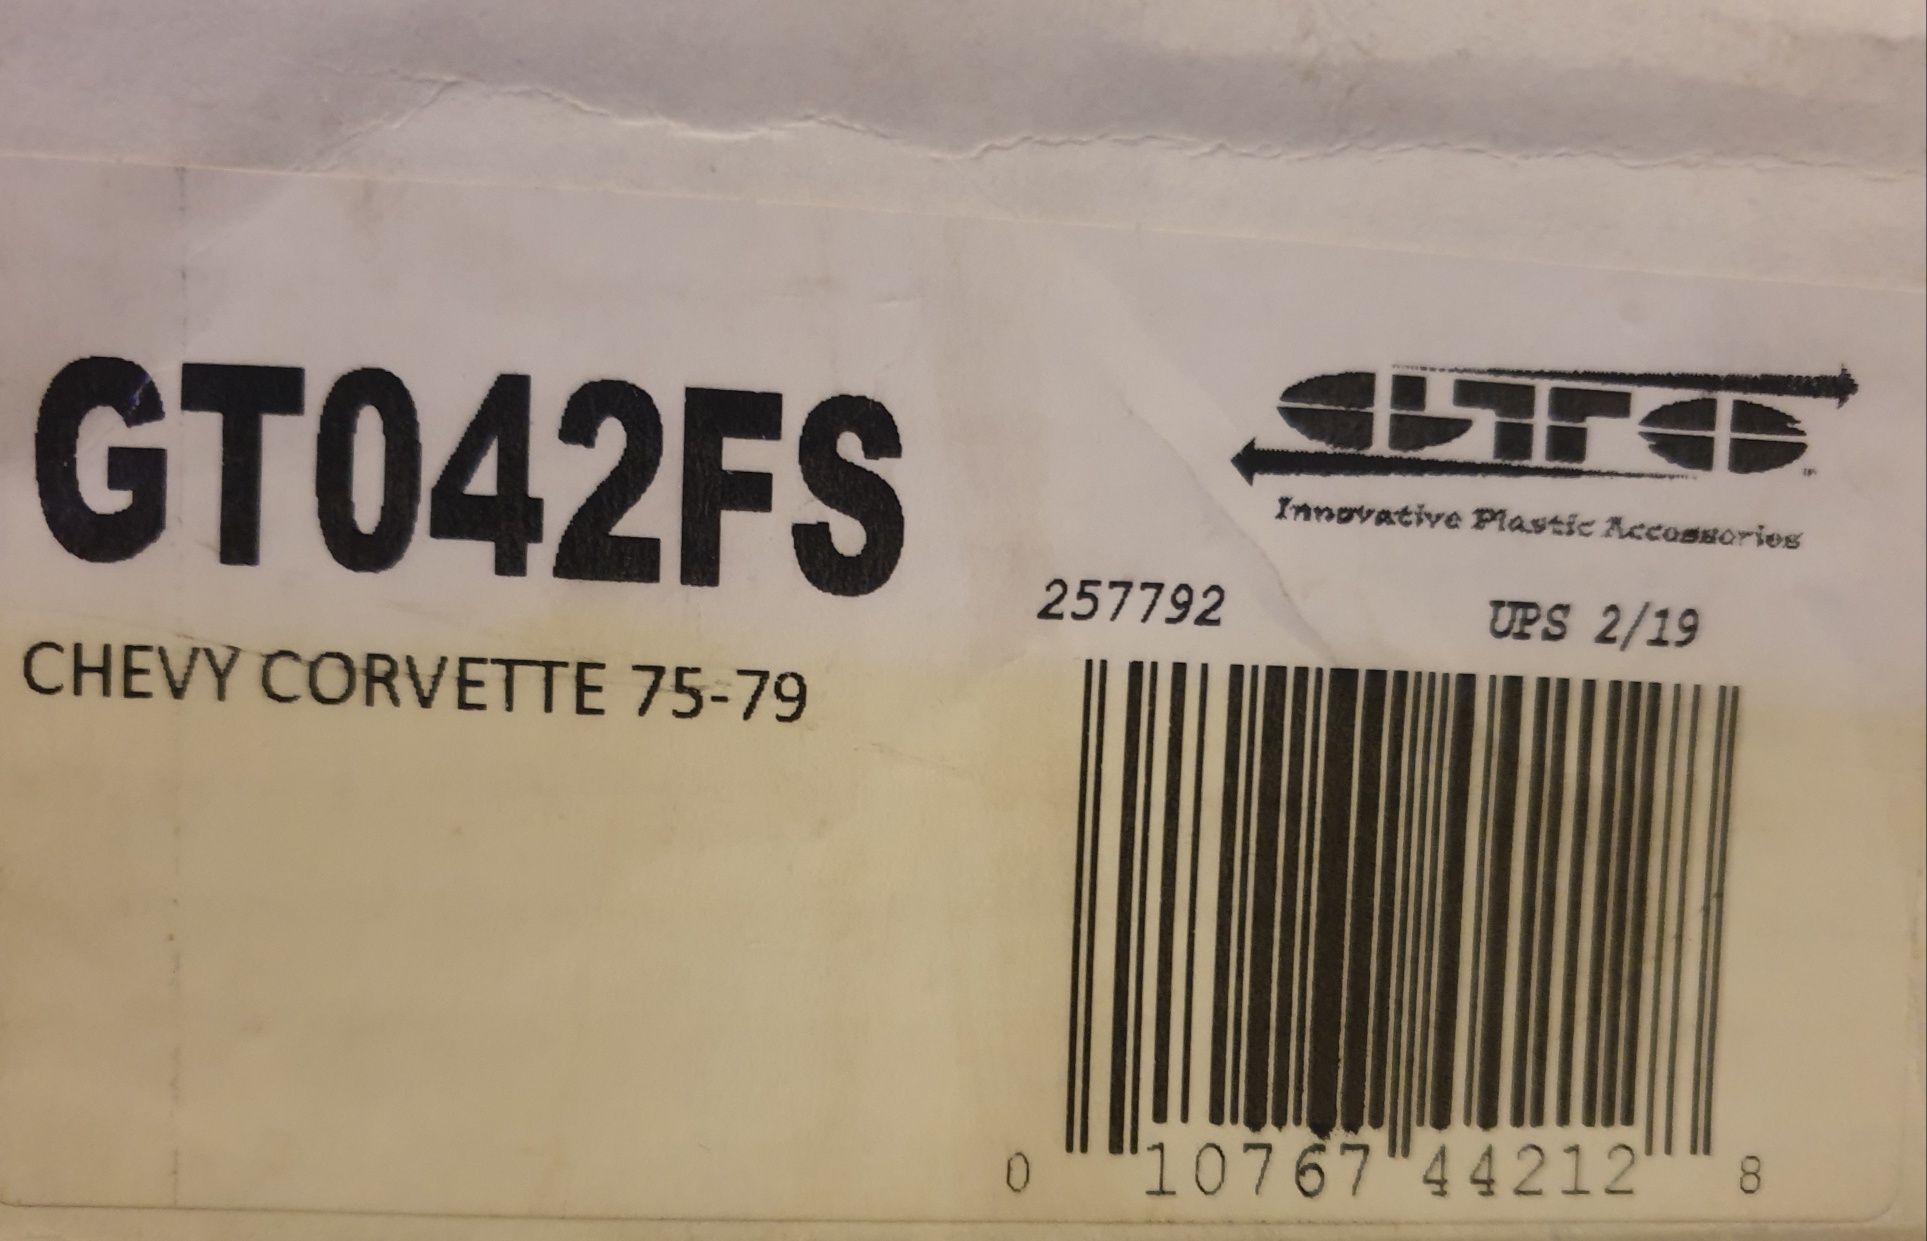 GT042FS
CHEVY CORVETTE 75-79
GTS
Innovative Plastic Accessories
257792 UPS 2/19
0 10767 44212 8